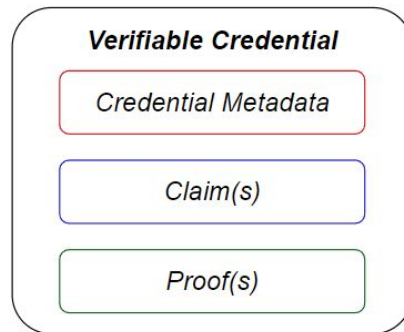 Verifiable Credential
Credential Metadata
Claim(s)
Proof(s)